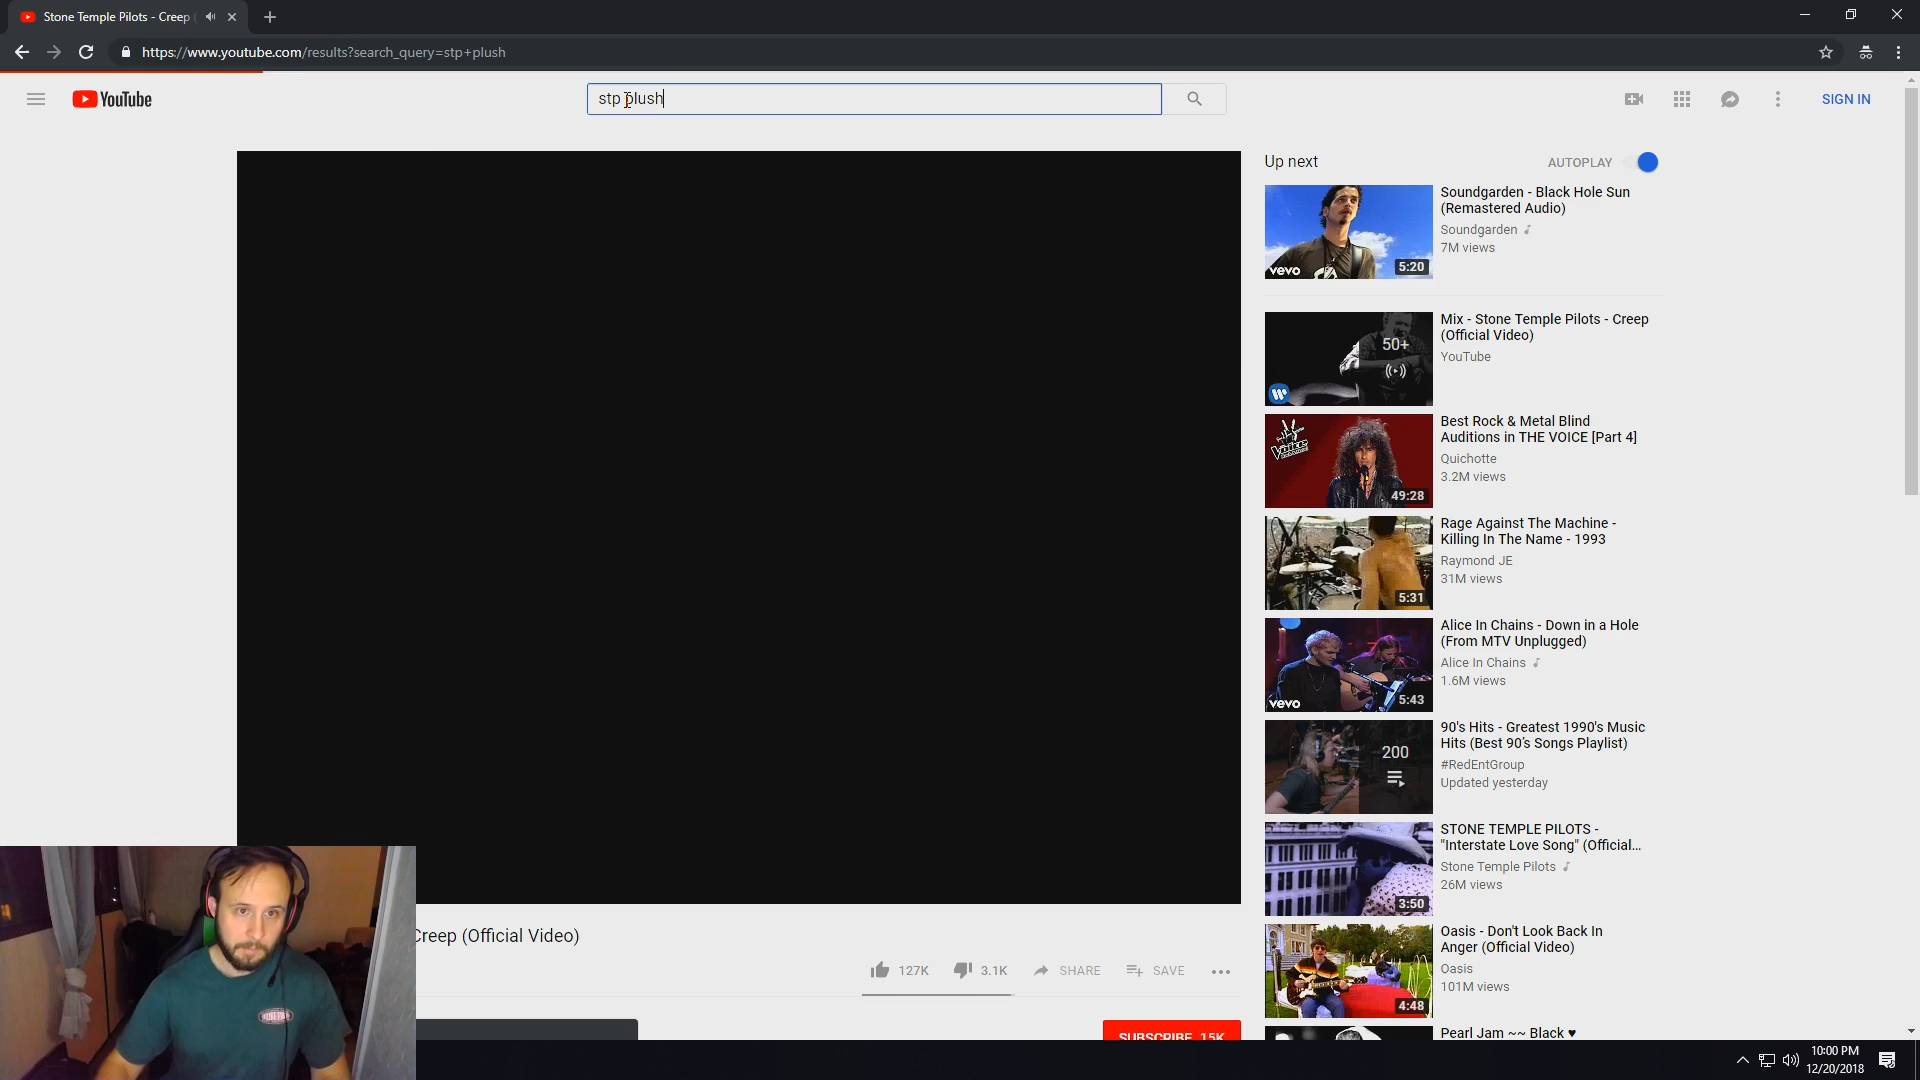 Stone Temple Pilots - Creep
https://www.youtube.com/results?search_query=stp+plush
YouTube
stp plush
SIGN IN
Up next
AUTOPLAY
vevo
5:20
Soundgarden - Black Hole Sun
(Remastered Audio)
Soundgarden
7M views
50+
Mix - Stone Temple Pilots - Creep
(Official Video)
YouTube
49:28
Best Rock & Metal Blind
Auditions in THE VOICE [Part 4]
Quichotte
3.2M views
5:31
Rage Against The Machine -
Killing In The Name - 1993
Raymond JE
31M views
vevo
5:43
Alice In Chains - Down in a Hole
(From MTV Unplugged)
Alice In Chains
1.6M views
200
90's Hits - Greatest 1990's Music
Hits (Best 90's Songs Playlist)
#RedEntGroup
Updated yesterday
3:50
STONE TEMPLE PILOTS -
"Interstate Love Song" (Official...
Stone Temple Pilots
26M views
4:48
Oasis - Don't Look Back In
Anger (Official Video)
Oasis
101M views
Pearl Jam ~~ Black ♥
Creep (Official Video)
127K
3.1K
SHARE
SAVE
SUBSCRIBE 15K
10:00 PM
12/20/2018